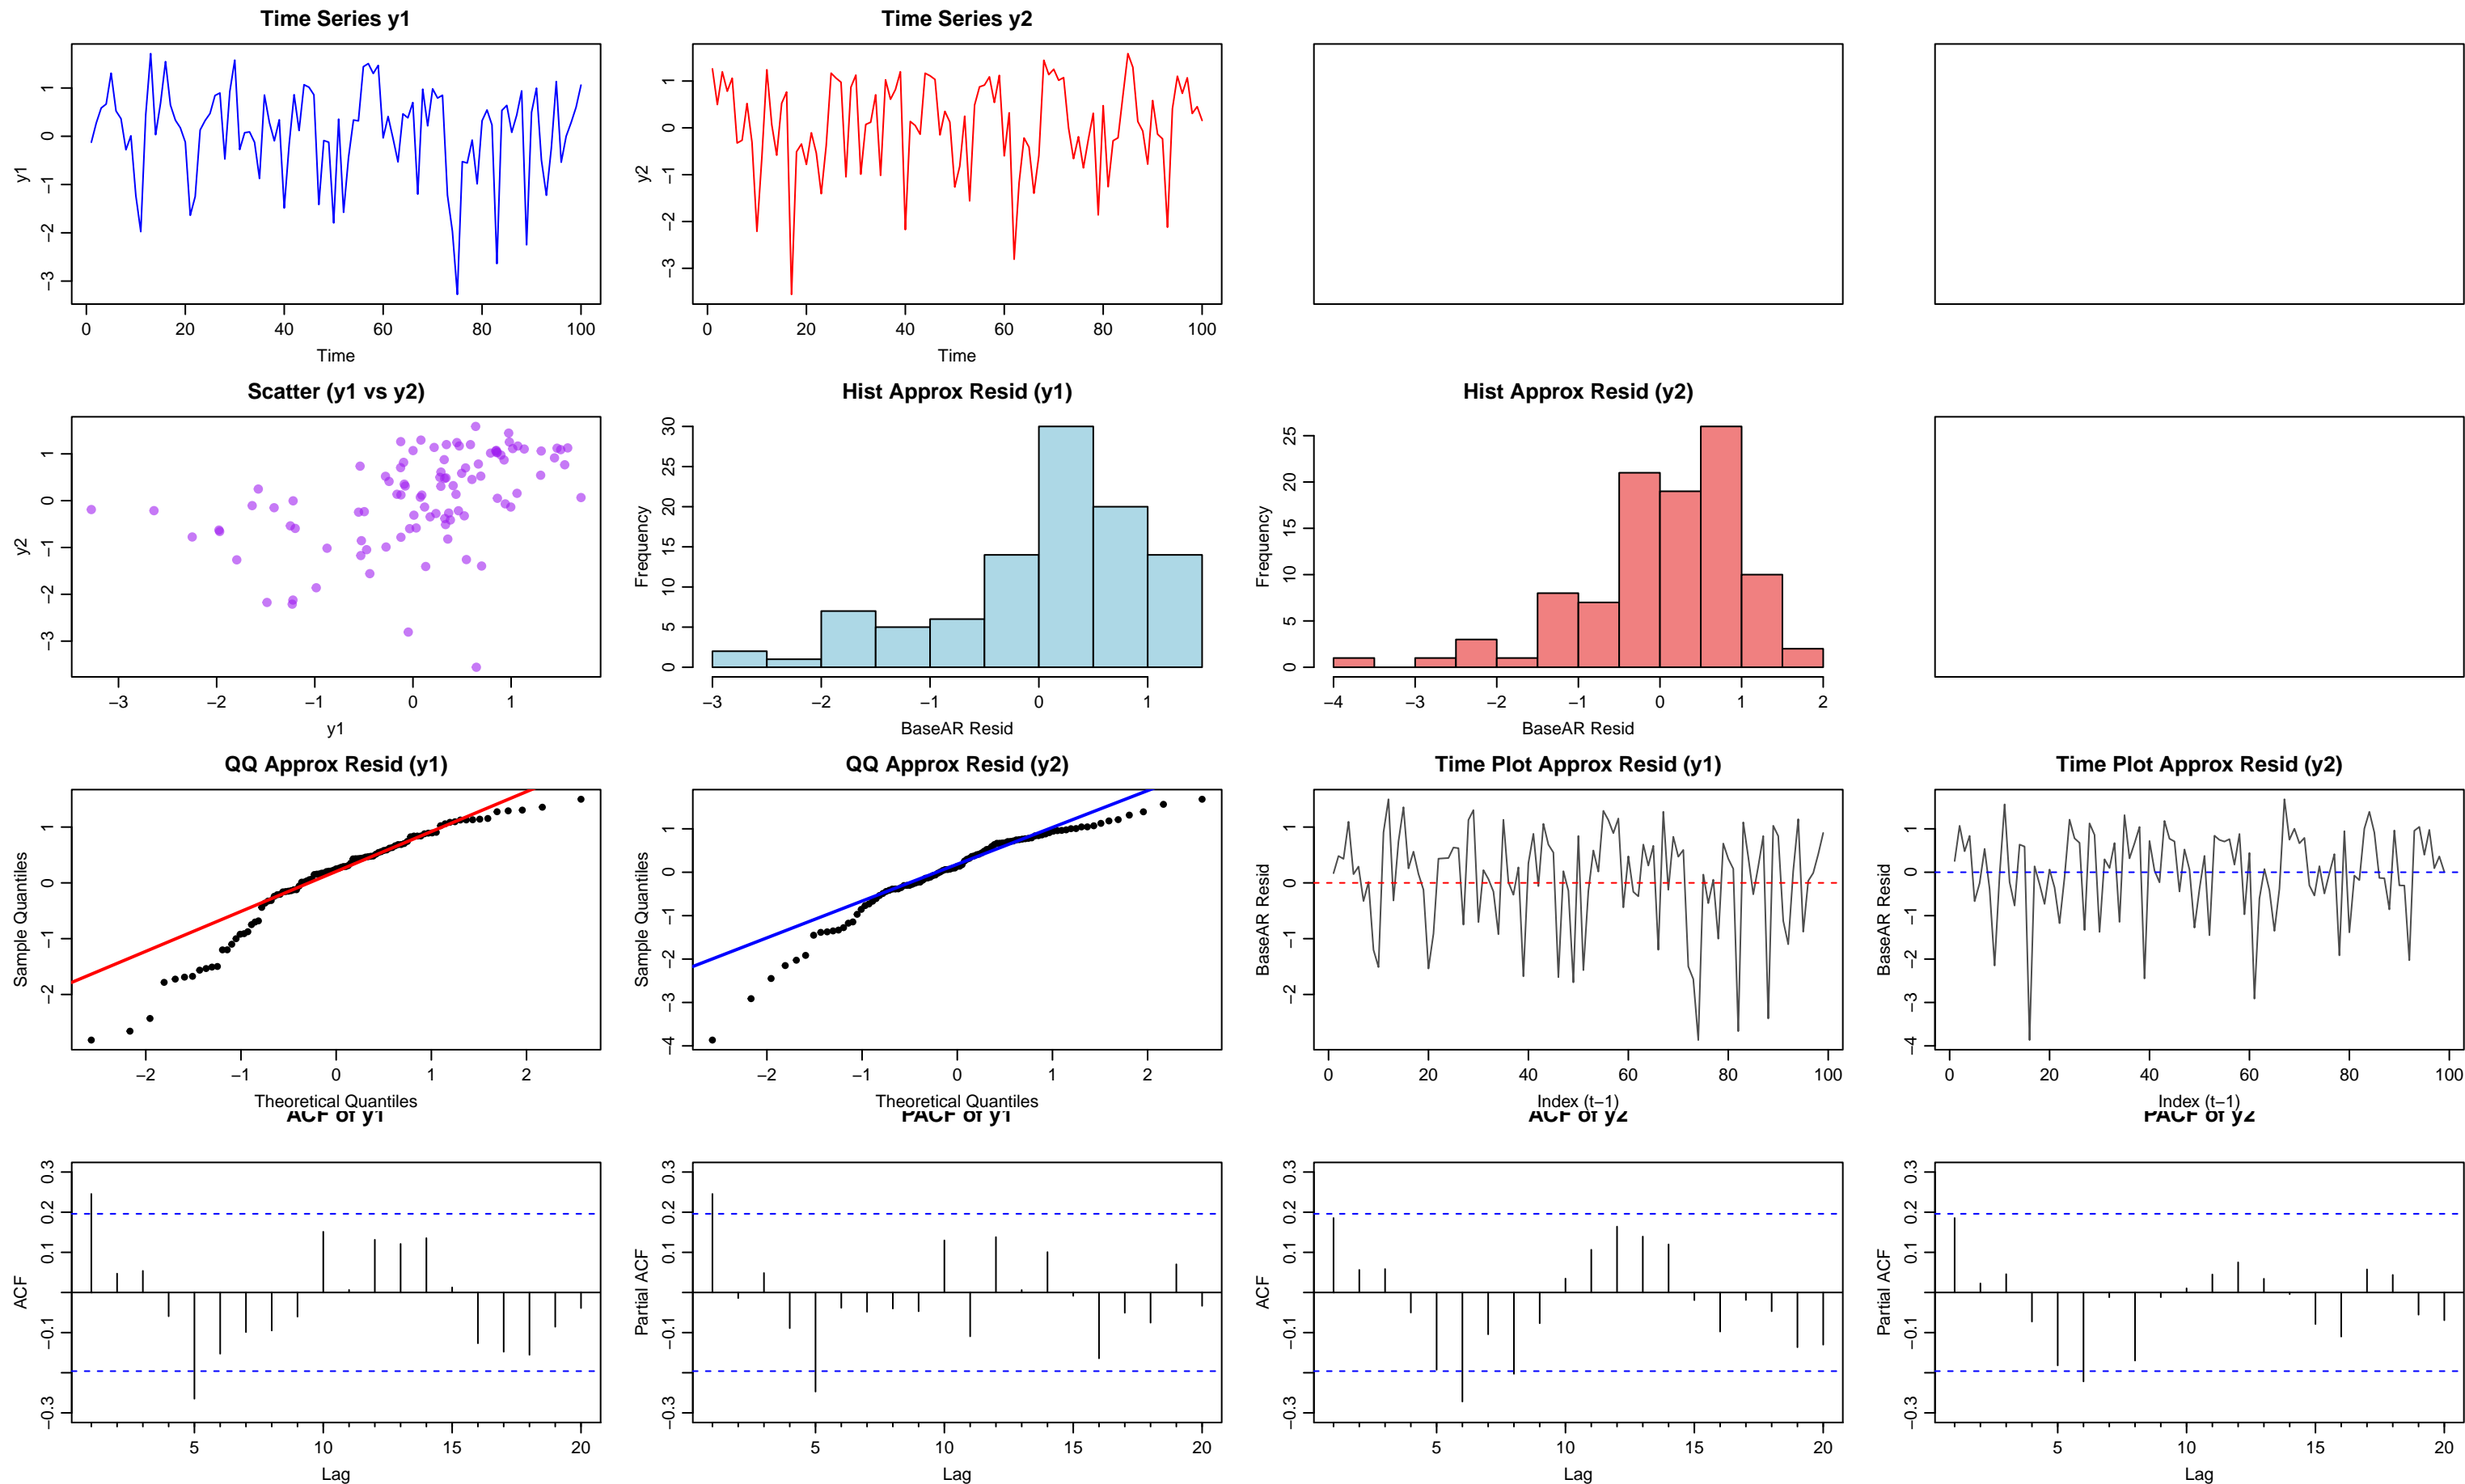 Time Series y1
y1
1
0
−1
−2
−3
0 20 40 60 80 100
Time
Time Series y2
y2
1
0
−1
−2
−3
0 20 40 60 80 100
Time
Scatter (y1 vs y2)
y2
1
0
−1
−2
−3
−3 −2 −1 0 1
y1
Hist Approx Resid (y1)
Frequency
30
25
20
15
10
5
0
−3 −2 −1 0 1
BaseAR Resid
Hist Approx Resid (y2)
Frequency
25
20
15
10
5
0
−4 −3 −2 −1 0 1 2
BaseAR Resid
QQ Approx Resid (y1)
Sample Quantiles
1
0
−1
−2
−2 −1 0 1 2
Theoretical Quantiles
QQ Approx Resid (y2)
Sample Quantiles
1
0
−1
−2
−3
−4
−2 −1 0 1 2
Theoretical Quantiles
Time Plot Approx Resid (y1)
BaseAR Resid
1
0
−1
−2
0 20 40 60 80 100
Index (t−1)
Time Plot Approx Resid (y2)
BaseAR Resid
1
0
−1
−2
−3
−4
0 20 40 60 80 100
Index (t−1)
ACF of y1
ACF
0.3
0.2
0.1
−0.1
−0.3
5 10 15 20
Lag
PACF of y1
Partial ACF
0.3
0.2
0.1
−0.1
−0.3
5 10 15 20
Lag
ACF of y2
ACF
0.3
0.2
0.1
−0.1
−0.3
5 10 15 20
Lag
PACF of y2
Partial ACF
0.3
0.2
0.1
−0.1
−0.3
5 10 15 20
Lag